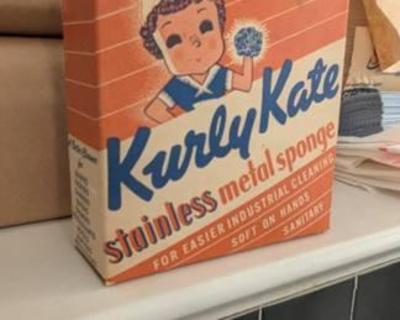 Kurly Kate
stainless metal sponge
FOR EASIER INDUSTRIAL CLEANING
SOFT ON HANDS
SANITARY